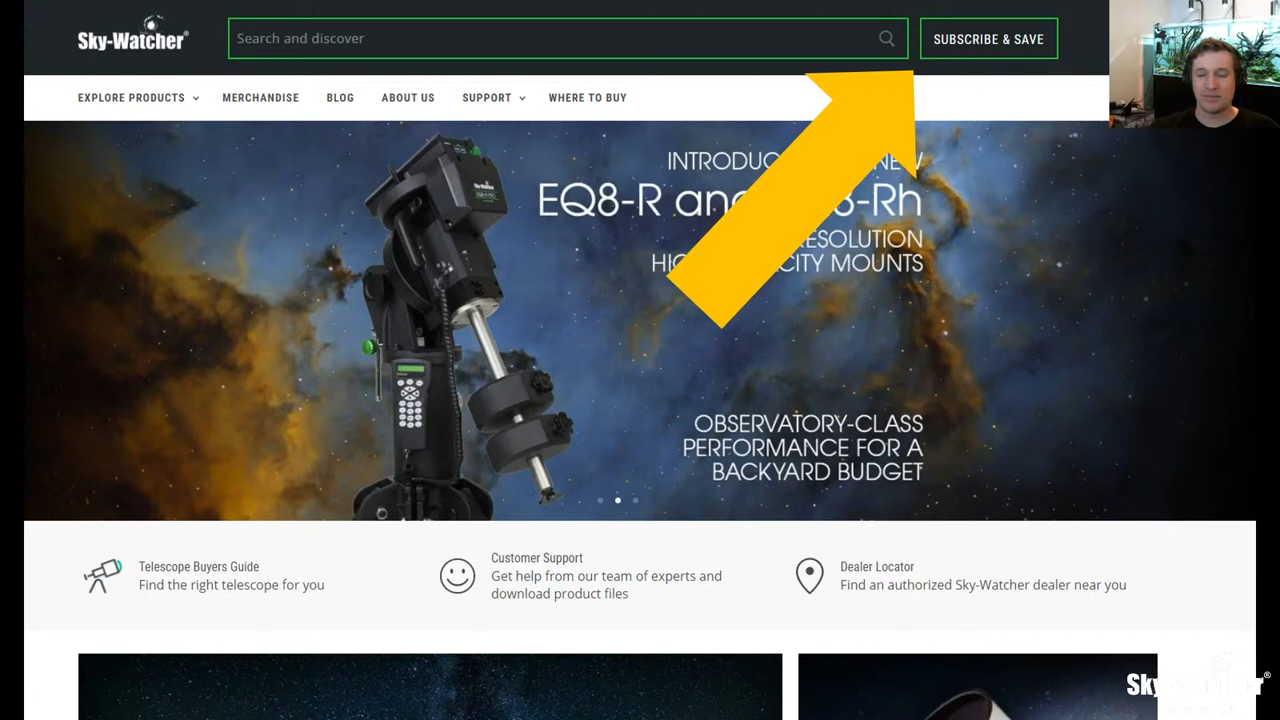 Sky-Watcher®
Search and discover
SUBSCRIBE & SAVE
EXPLORE PRODUCTS
MERCHANDISE
BLOG
ABOUT US
SUPPORT
WHERE TO BUY
EQ8-R
RESOLUTION
MOUNTS
OBSERVATORY-CLASS
PERFORMANCE FOR A
BACKYARD BUDGET
Telescope Buyers Guide
Find the right telescope for you
Customer Support
Get help from our team of experts and
download product files
Dealer Locator
Find an authorized Sky-Watcher dealer near you